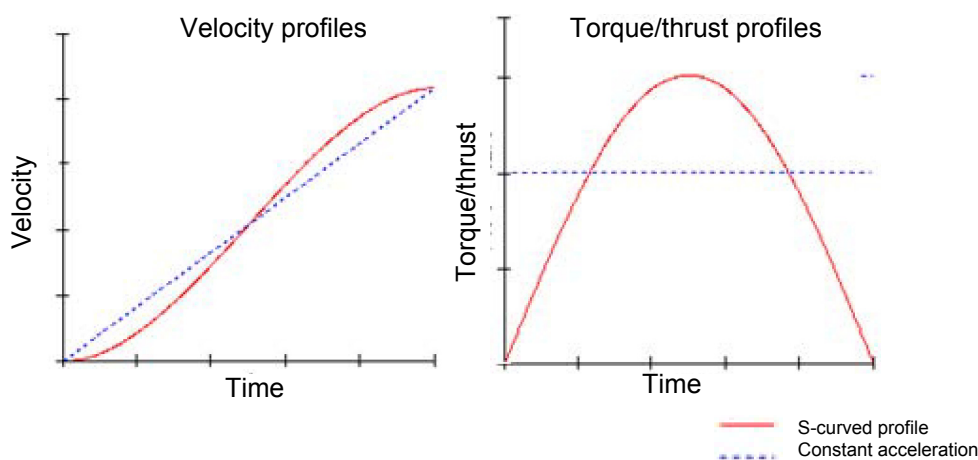 Velocity profiles
Velocity
Time
Torque/thrust profiles
Torque/thrust
Time
S-curved profile
Constant acceleration